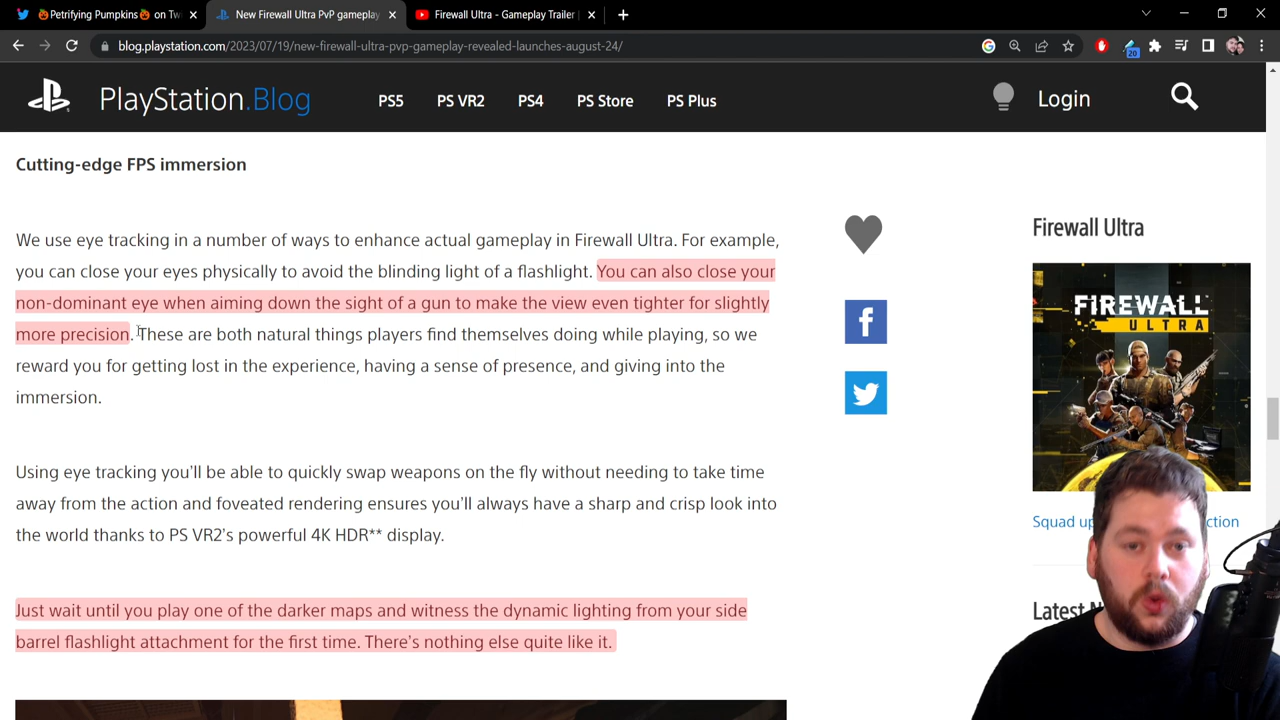 🎃Petrifying Pumpkins🎃 on Tw
New Firewall Ultra PvP gameplay
Firewall Ultra - Gameplay Trailer
blog.playstation.com/2023/07/19/new-firewall-ultra-pvp-gameplay-revealed-launches-august-24/
20
PlayStation.Blog
PS5
PS VR2
PS4
PS Store
PS Plus
Login
Cutting-edge FPS immersion
We use eye tracking in a number of ways to enhance actual gameplay in Firewall Ultra. For example,
you can close your eyes physically to avoid the blinding light of a flashlight. You can also close your
non-dominant eye when aiming down the sight of a gun to make the view even tighter for slightly
more precision. These are both natural things players find themselves doing while playing, so we
reward you for getting lost in the experience, having a sense of presence, and giving into the
immersion.
Using eye tracking you'll be able to quickly swap weapons on the fly without needing to take time
away from the action and foveated rendering ensures you'll always have a sharp and crisp look into
the world thanks to PS VR2's powerful 4K HDR** display.
Just wait until you play one of the darker maps and witness the dynamic lighting from your side
barrel flashlight attachment for the first time. There's nothing else quite like it.
Firewall Ultra
FIREWALL
ULTRA
Squad up
Latest